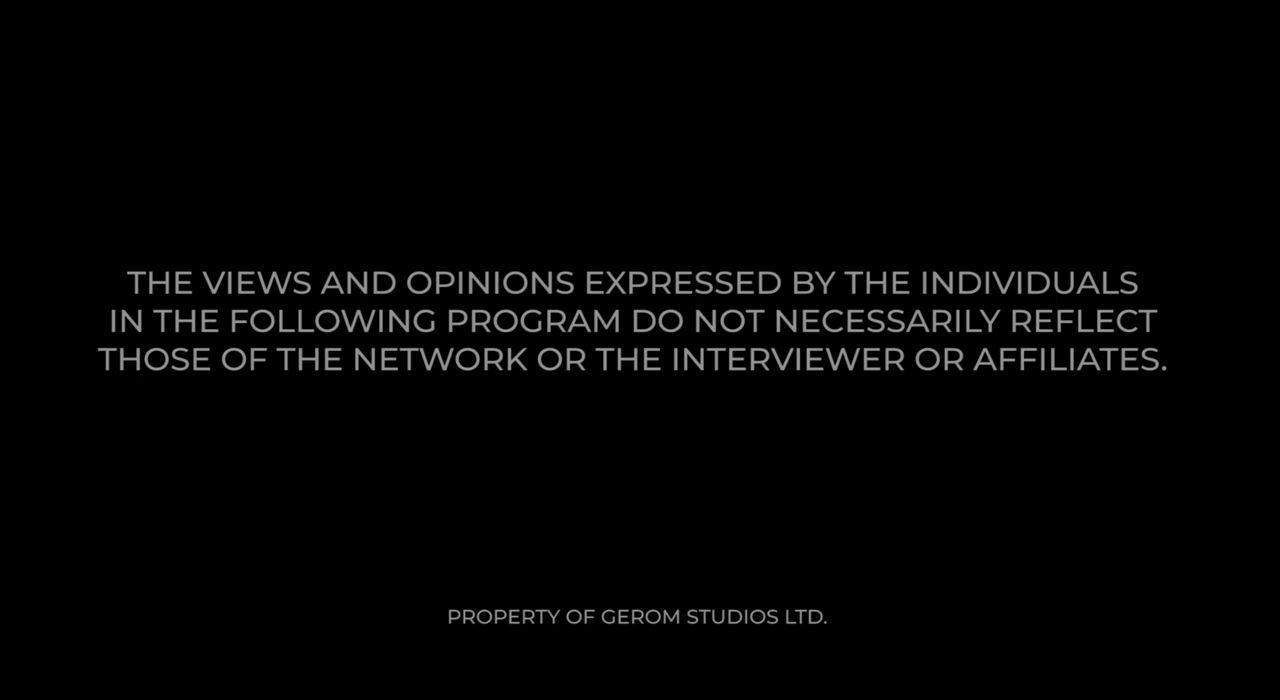 THE VIEWS AND OPINIONS EXPRESSED BY THE INDIVIDUALS
IN THE FOLLOWING PROGRAM DO NOT NECESSARILY REFLECT
THOSE OF THE NETWORK OR THE INTERVIEWER OR AFFILIATES.
PROPERTY OF GEROM STUDIOS LTD.